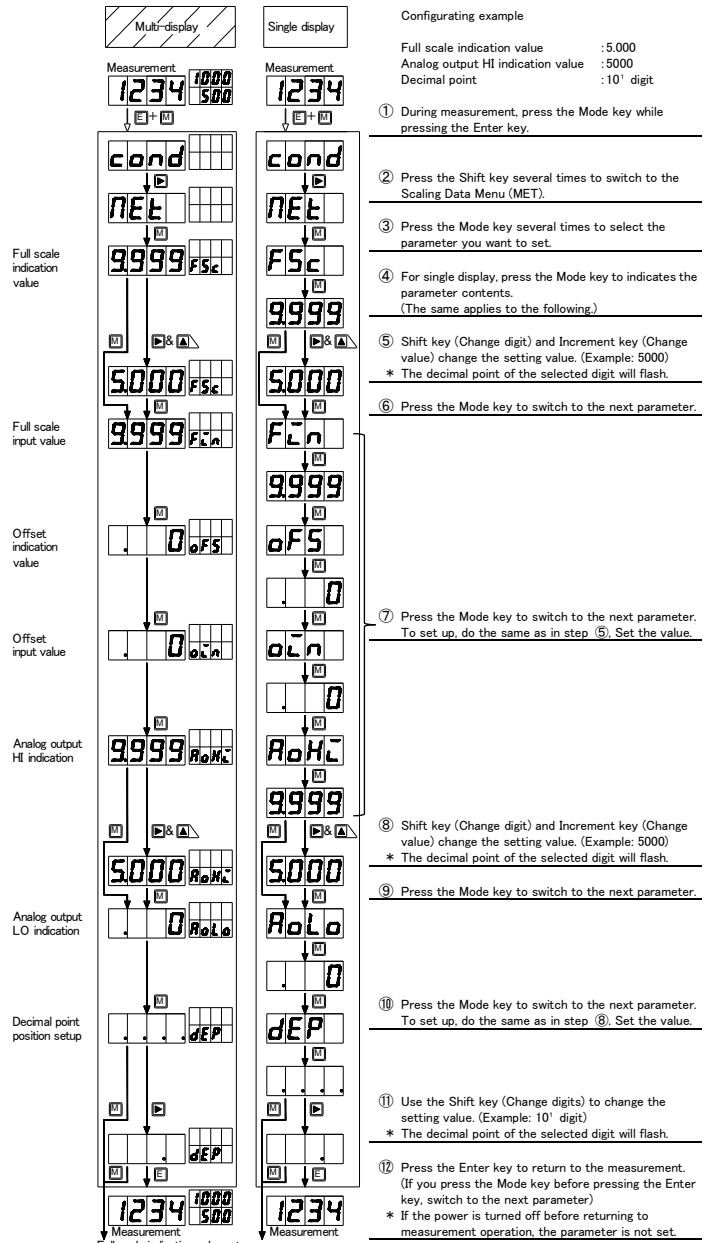 Multi-display
Single display
Configurating example
Full scale indication value :5.000
Analog output HI indication value :5000
Decimal point :10¹ digit
Measurement
1234
1000
500
Measurement
1234
E+M
E+M
① During measurement, press the Mode key while
pressing the Enter key.
cond
cond
② Press the Shift key several times to switch to the
Scaling Data Menu (MET).
MEt
MEt
M
M
③ Press the Mode key several times to select the
parameter you want to set.
Full scale
indication
value
9.999 FSc
FSc
M
9.999
④ For single display, press the Mode key to indicates the
parameter contents.
(The same applies to the following.)
M ▶&▲
M ▶&▲
⑤ Shift key (Change digit) and Increment key (Change
value) change the setting value. (Example: 5000)
* The decimal point of the selected digit will flash.
5.000 FSc
5.000
M
M
⑥ Press the Mode key to switch to the next parameter.
Full scale
input value
9.999 Fin
Fin
M
9.999
M
M
Offset
indication
value
. 0 oFS
oFS
M
. 0
M
M
⑦ Press the Mode key to switch to the next parameter.
To set up, do the same as in step ⑤, Set the value.
Offset
input value
. 0 oin
oin
M
. 0
M
M
Analog output
HI indication
9.999 AoHi
AoHi
M
9.999
M ▶&▲
M ▶&▲
⑧ Shift key (Change digit) and Increment key (Change
value) change the setting value. (Example: 5000)
* The decimal point of the selected digit will flash.
5.000 AoHi
5.000
M
M
⑨ Press the Mode key to switch to the next parameter.
Analog output
LO indication
. 0 AoLo
AoLo
M
. 0
M
M
⑩ Press the Mode key to switch to the next parameter.
To set up, do the same as in step ⑧. Set the value.
Decimal point
position setup
. . . . dEP
dEP
M
. . . .
M ▶
M ▶
⑪ Use the Shift key (Change digits) to change the
setting value. (Example: 10¹ digit)
* The decimal point of the selected digit will flash.
. dEP
.
M E
M E
⑫ Press the Enter key to return to the measurement.
(If you press the Mode key before pressing the Enter
key, switch to the next parameter)
* If the power is turned off before returning to
measurement operation, the parameter is not set.
1234
1000
500
1234
Measurement
Measurement